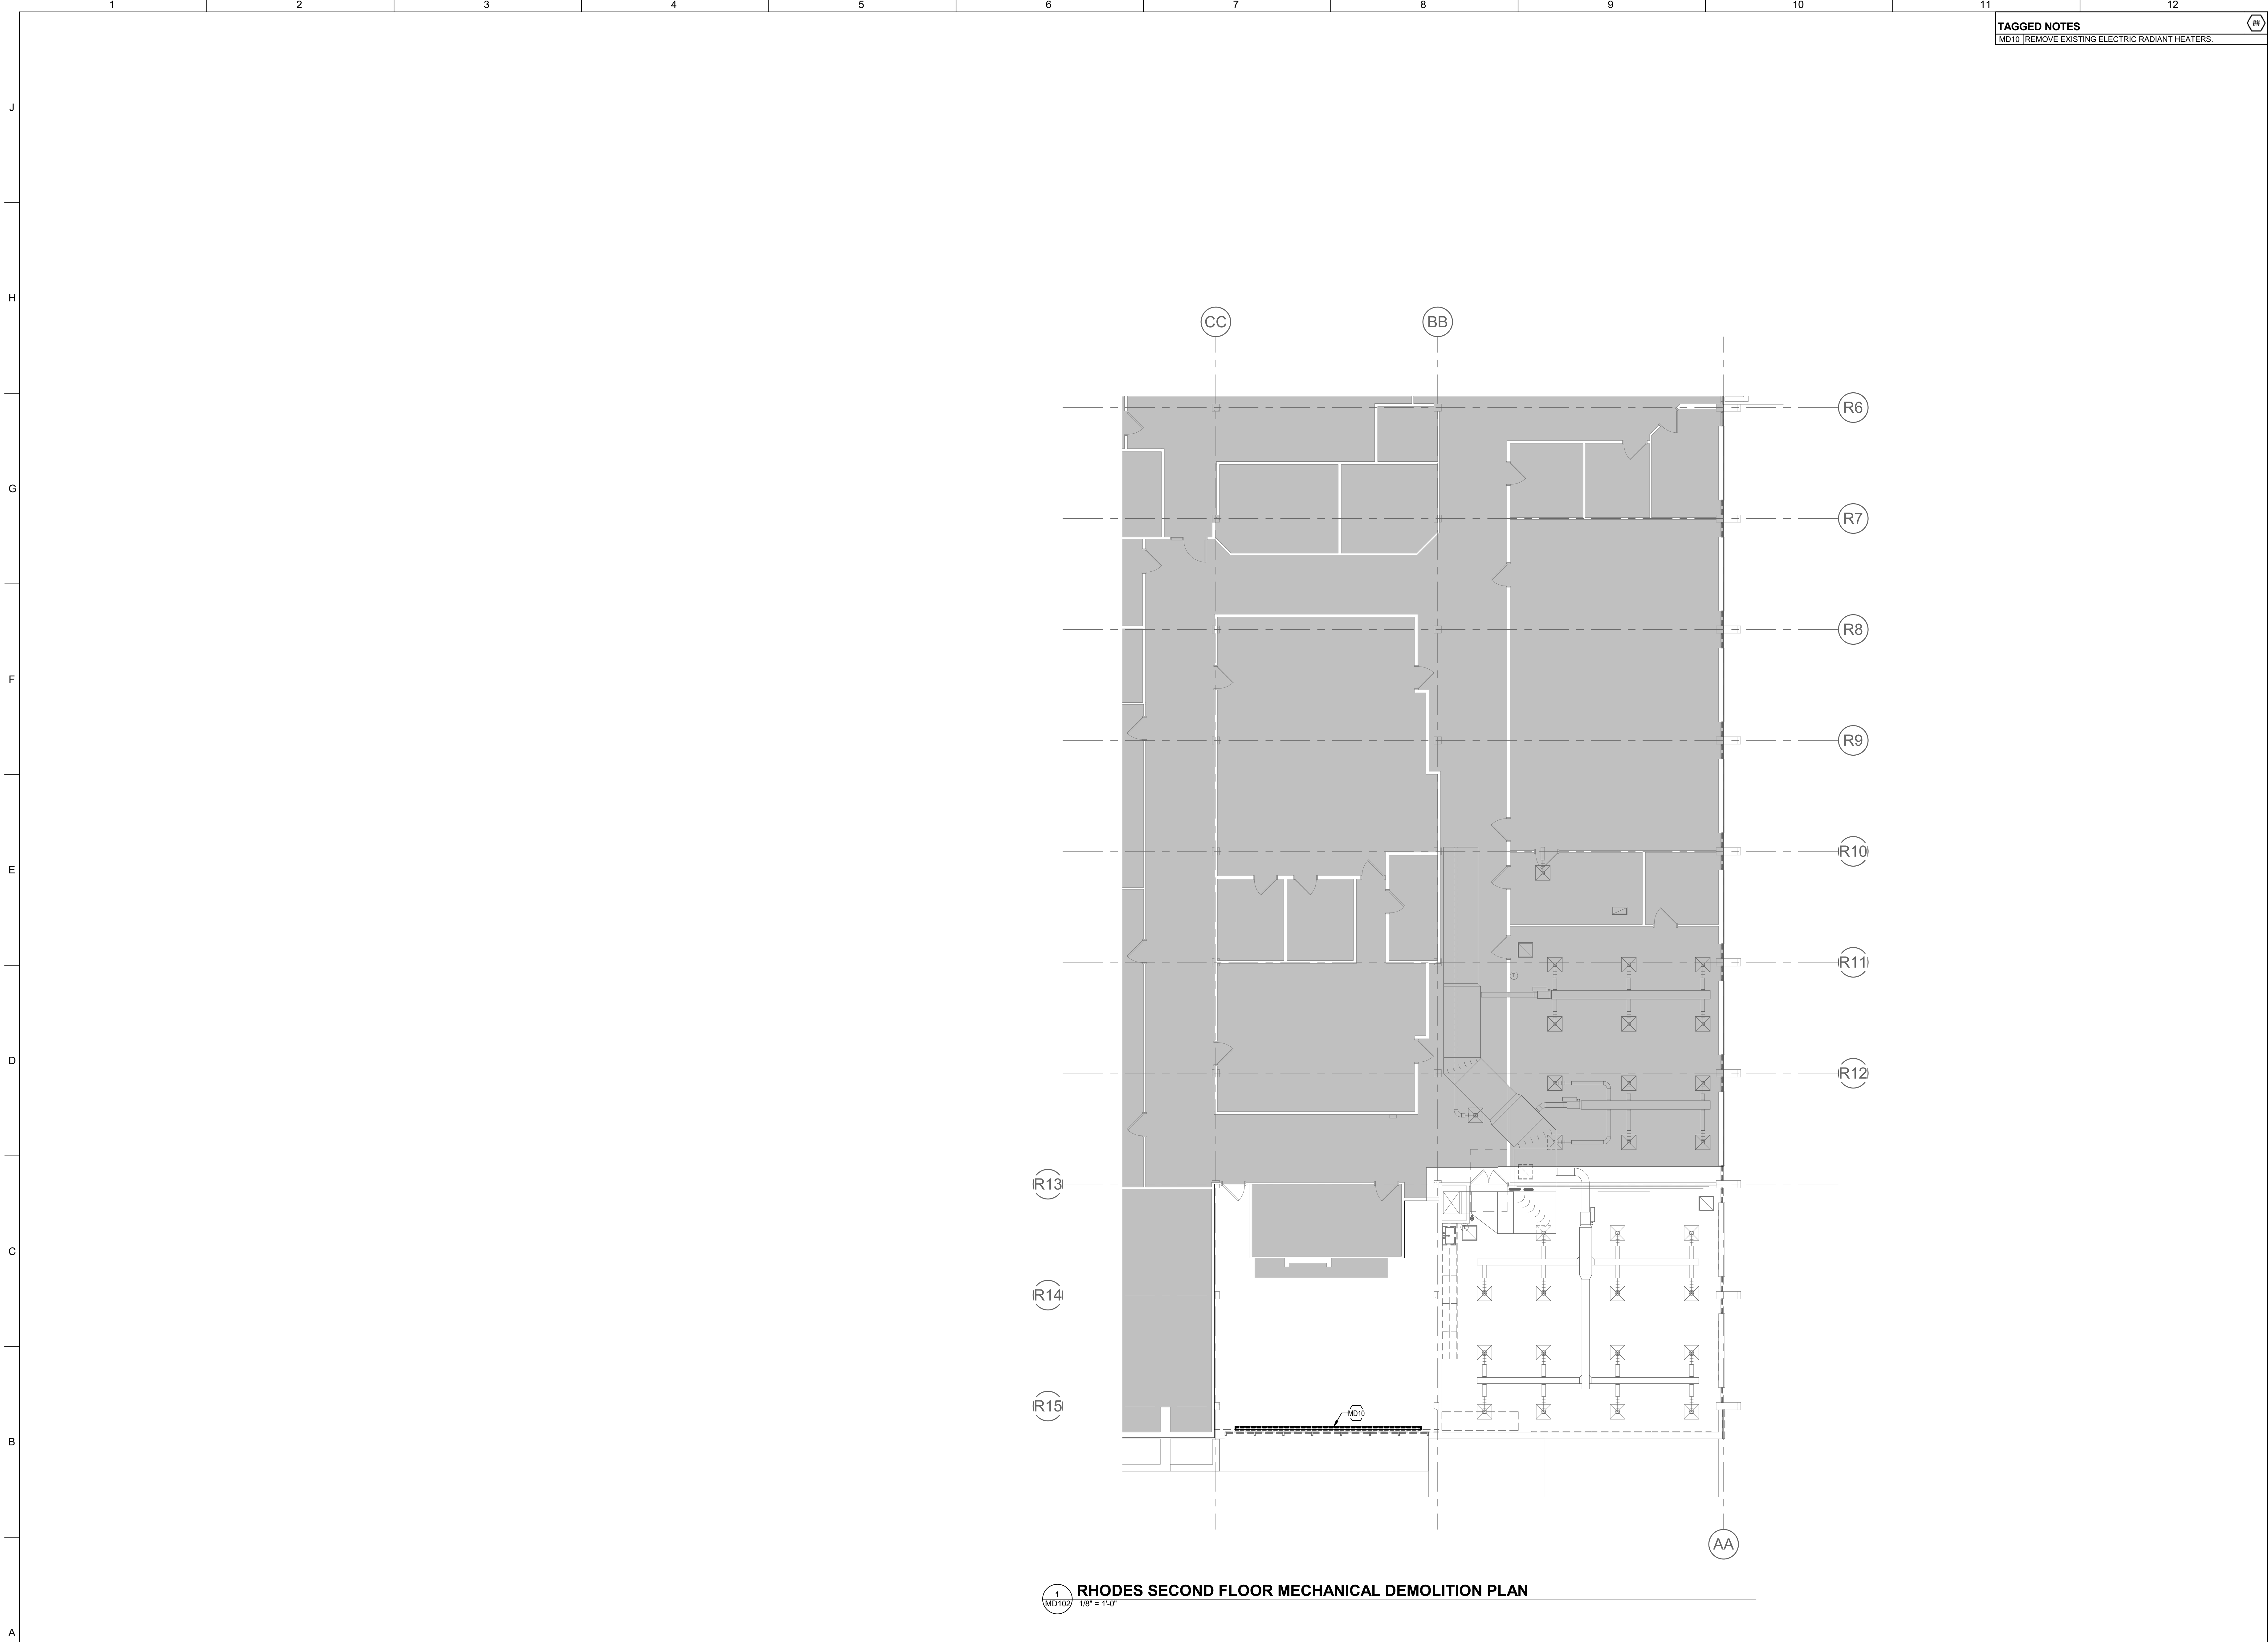 1 2 3 4 5 6 7 8 9 10 11 12
TAGGED NOTES ##
MD10 REMOVE EXISTING ELECTRIC RADIANT HEATERS.
J
H
CC BB
R6
G
R7
R8
F
R9
R10
E
R11
T
D
R12
R13
C
R14
R15
MD10
B
AA
1 RHODES SECOND FLOOR MECHANICAL DEMOLITION PLAN
MD102 1/8" = 1'-0"
A